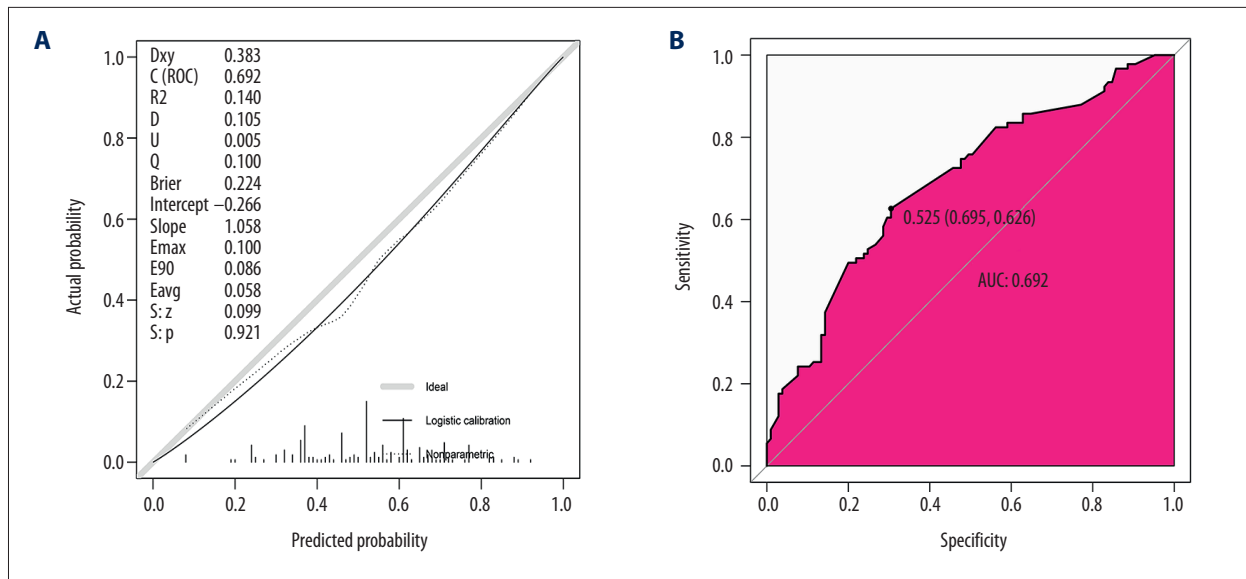 A
Dxy 0.383
C (ROC) 0.692
R2 0.140
D 0.105
U 0.005
Q 0.100
Brier 0.224
Intercept –0.266
Slope 1.058
Emax 0.100
E90 0.086
Eavg 0.058
S: z 0.099
S: p 0.921
1.0
0.8
0.6
0.4
0.2
0.0
Actual probability
Ideal
Logistic calibration
Nonparametric
0.0 0.2 0.4 0.6 0.8 1.0
Predicted probability
B
1.0
0.8
0.6
0.4
0.2
0.0
Sensitivity
0.525 (0.695, 0.626)
AUC: 0.692
0.0 0.2 0.4 0.6 0.8 1.0
Specificity